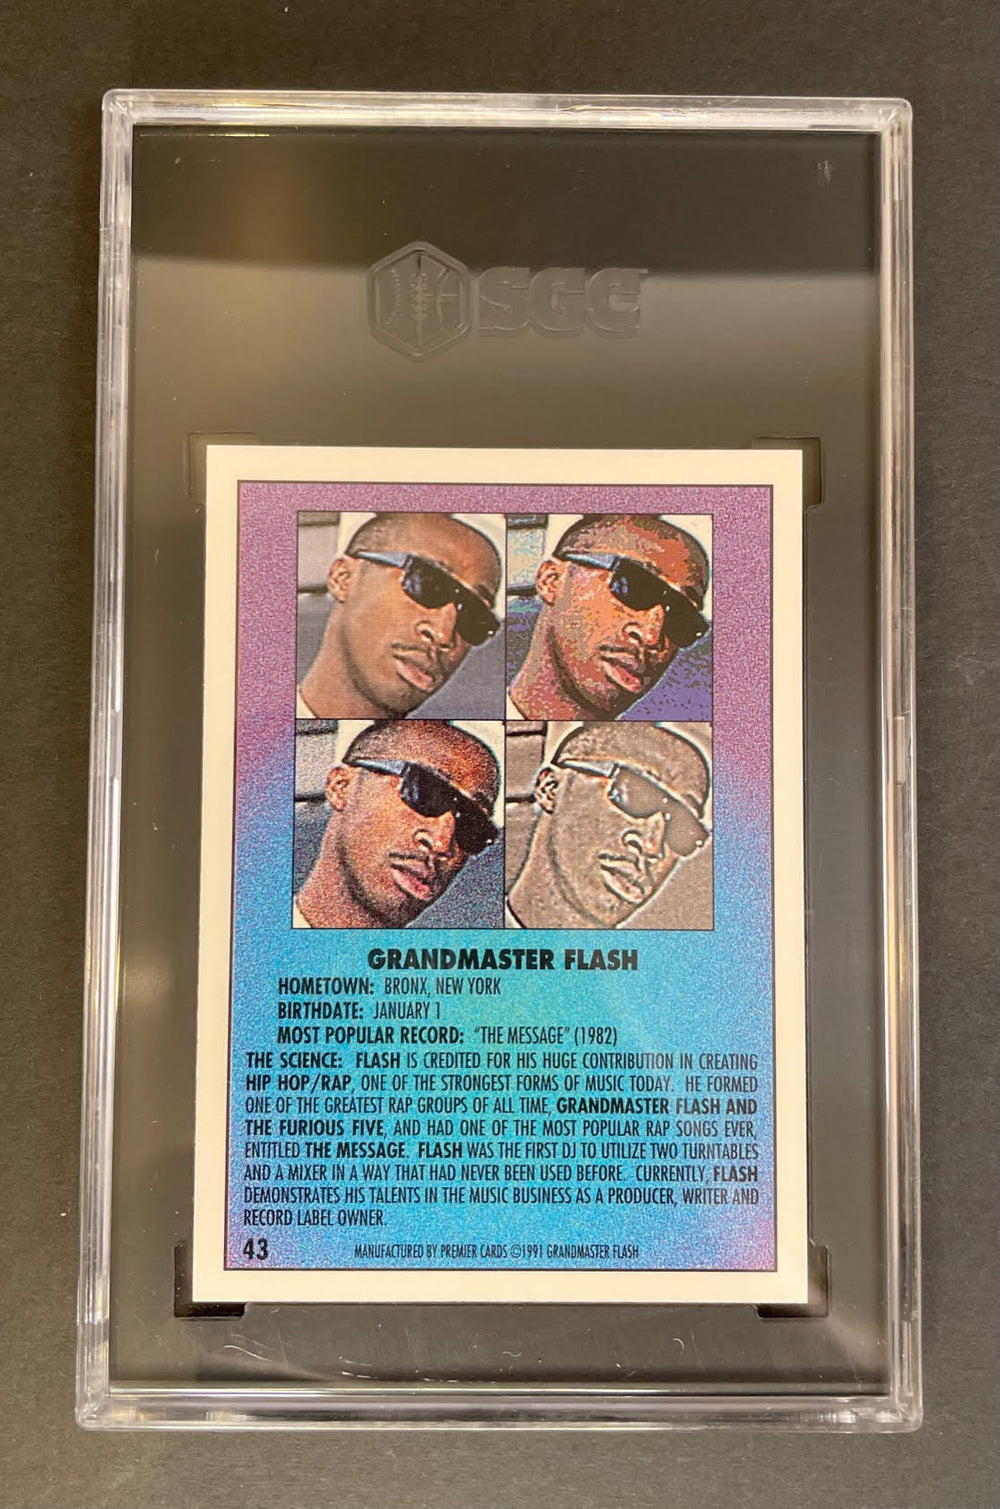 SGC
GRANDMASTER FLASH
HOMETOWN: BRONX, NEW YORK
BIRTHDATE: JANUARY 1
MOST POPULAR RECORD: "THE MESSAGE" (1982)
THE SCIENCE: FLASH IS CREDITED FOR HIS HUGE CONTRIBUTION IN CREATING
HIP HOP/RAP, ONE OF THE STRONGEST FORMS OF MUSIC TODAY. HE FORMED
ONE OF THE GREATEST RAP GROUPS OF ALL TIME, GRANDMASTER FLASH AND
THE FURIOUS FIVE, AND HAD ONE OF THE MOST POPULAR RAP SONGS EVER,
ENTITLED THE MESSAGE. FLASH WAS THE FIRST DJ TO UTILIZE TWO TURNTABLES
AND A MIXER IN A WAY THAT HAD NEVER BEEN USED BEFORE. CURRENTLY, FLASH
DEMONSTRATES HIS TALENTS IN THE MUSIC BUSINESS AS A PRODUCER, WRITER AND
RECORD LABEL OWNER.
43 MANUFACTURED BY PREMIER CARDS ©1991 GRANDMASTER FLASH